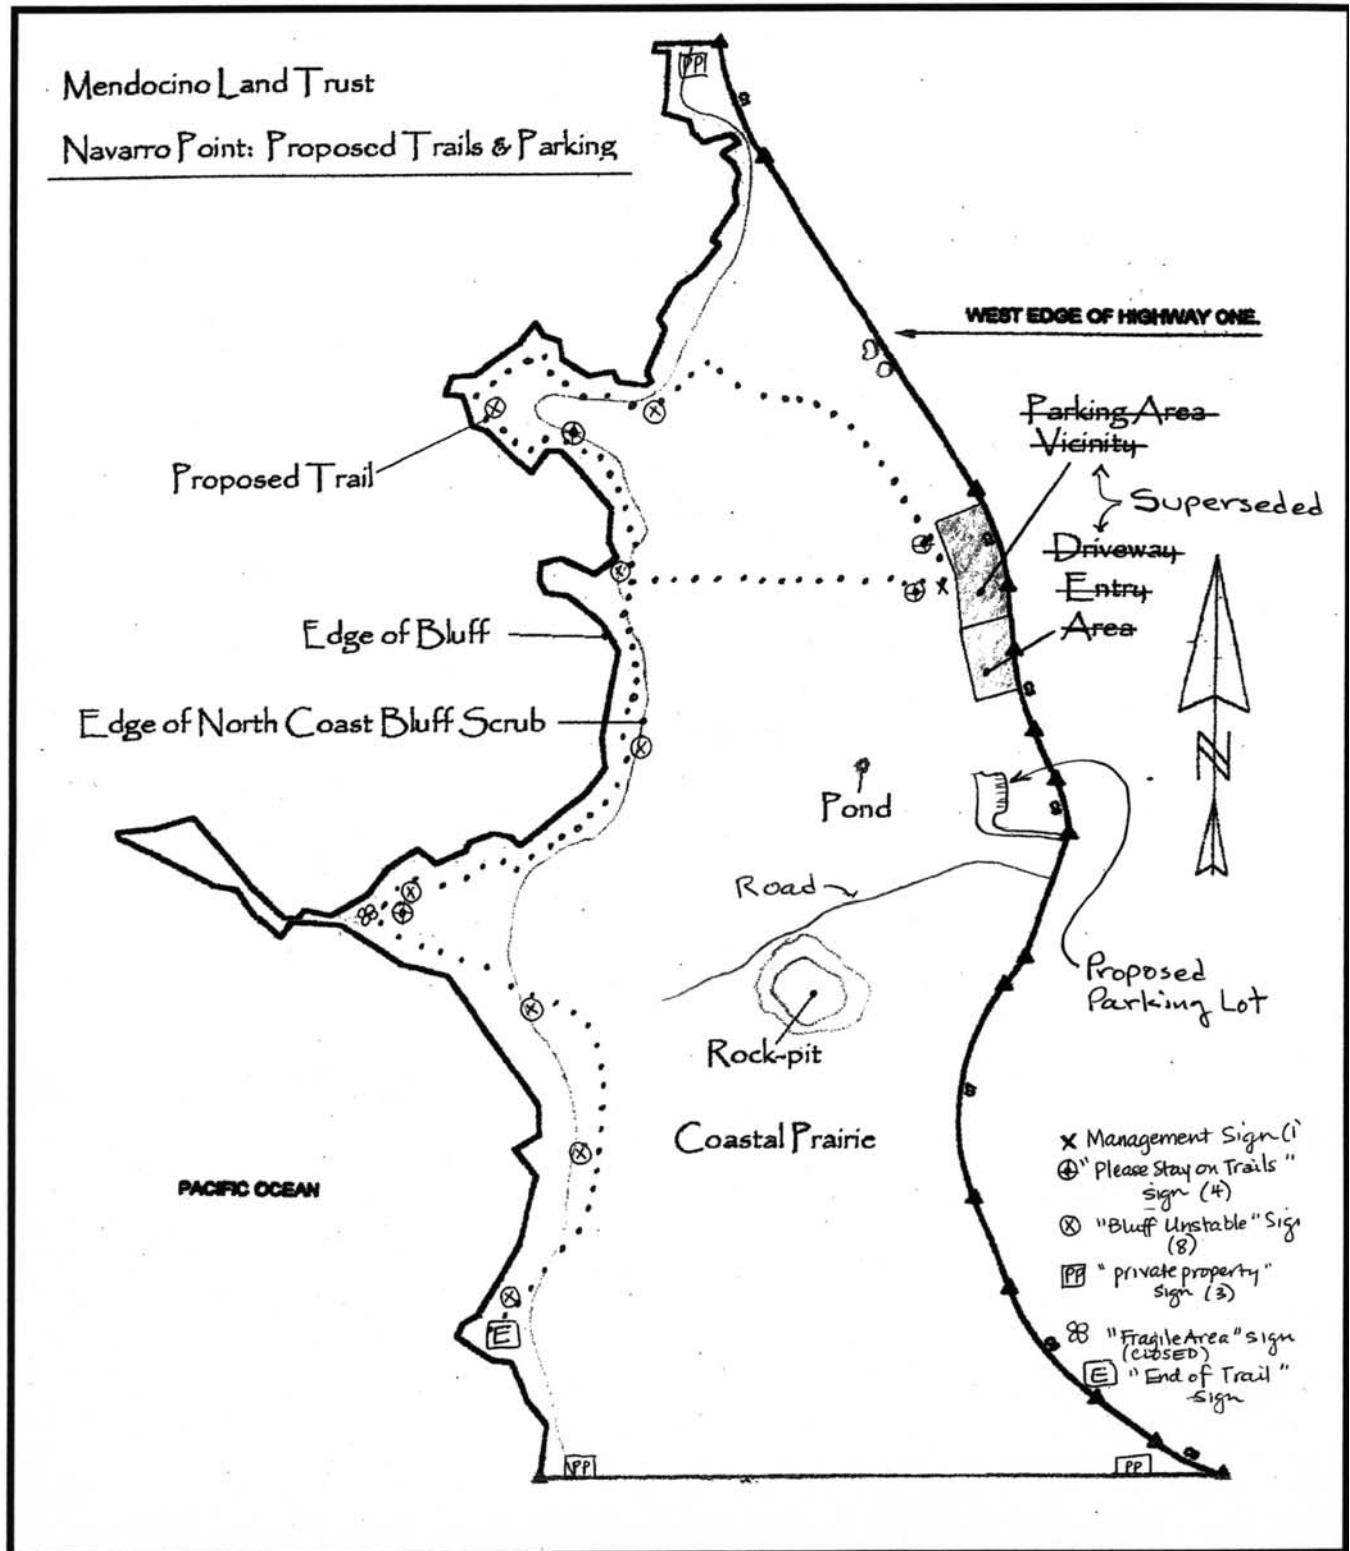 Mendocino Land Trust
Navarro Point: Proposed Trails & Parking
PP
WEST EDGE OF HIGHWAY ONE.
Parking Area
Vicinity
Superseded
Driveway
Entry
Area
Proposed Trail
Edge of Bluff
Edge of North Coast Bluff Scrub
N
Pond
Road
Proposed
Parking Lot
Rock-pit
Coastal Prairie
PACIFIC OCEAN
x Management Sign (1)
⊕ "Please Stay on Trails"
sign (4)
ⓧ "Bluff Unstable" Sign
(8)
PP "private property"
sign (3)
"Fragile Area" sign
(CLOSED)
E "End of Trail"
sign
E
PP
PP